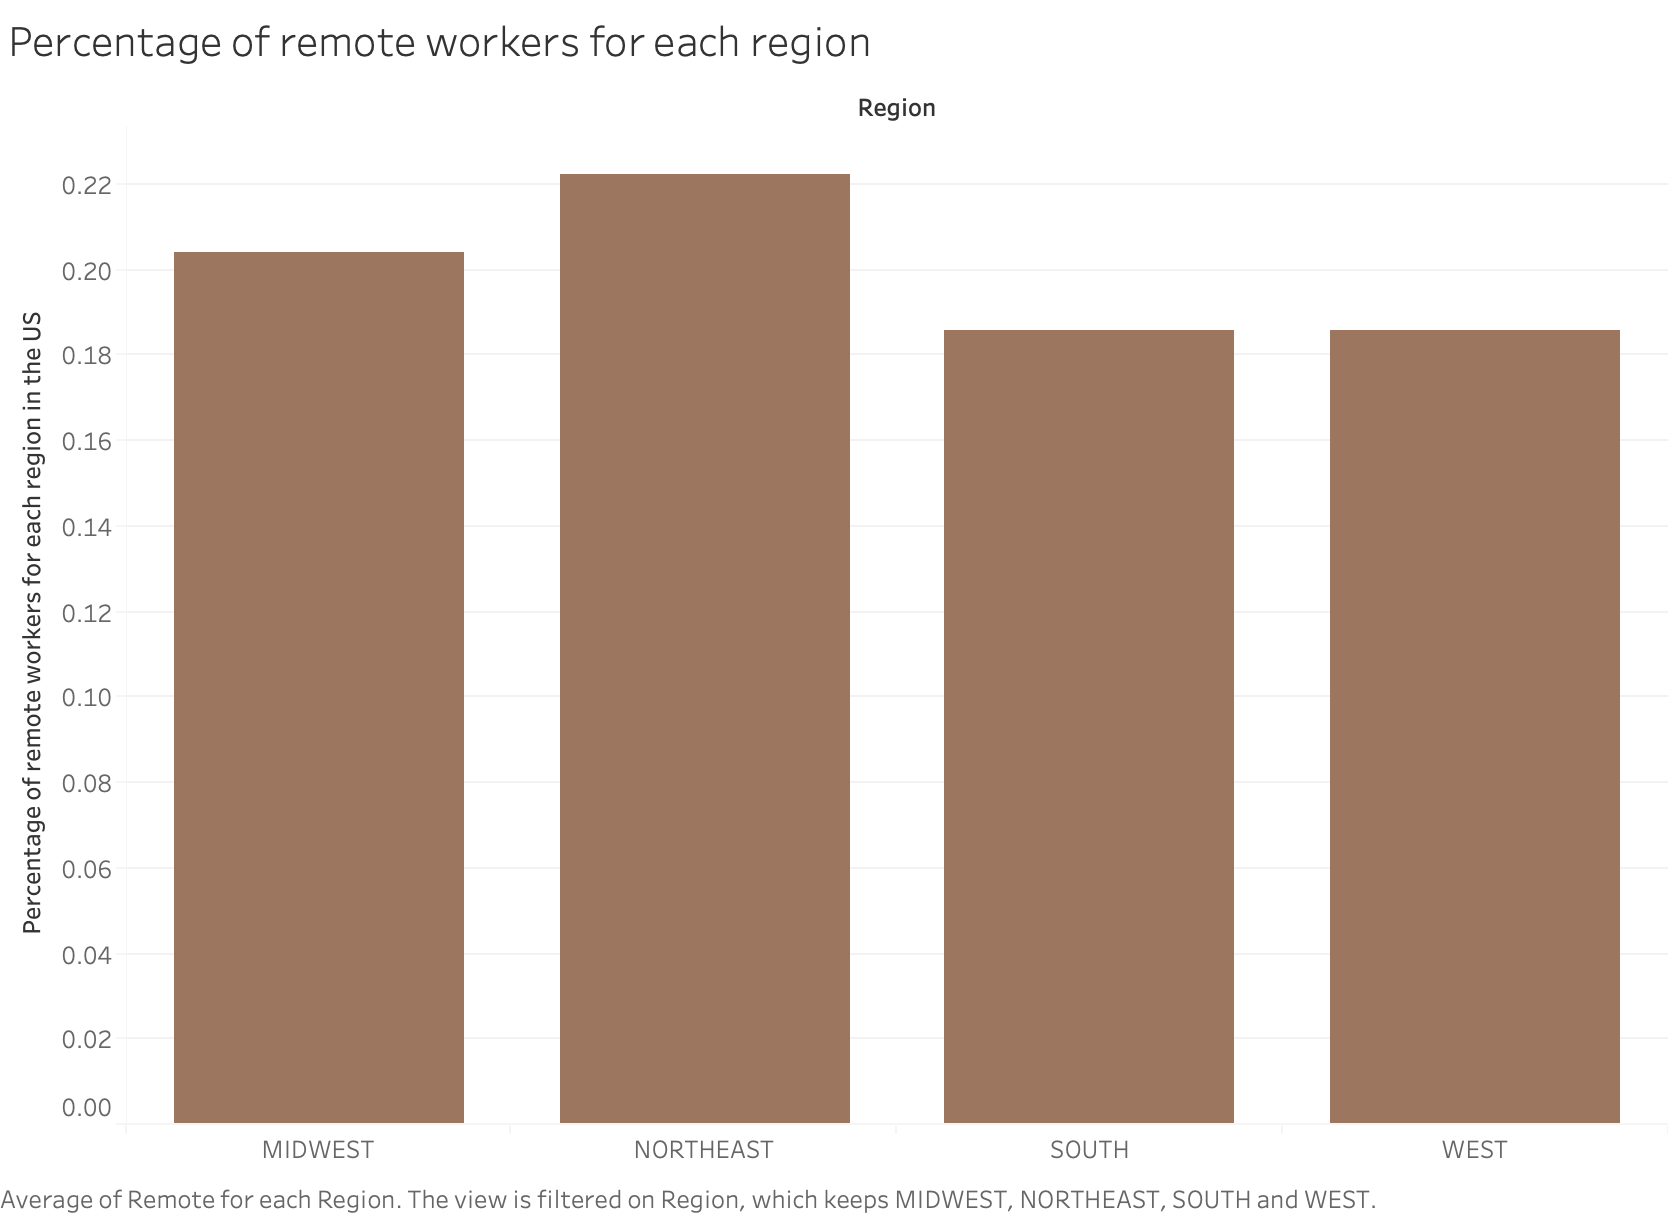 Percentage of remote workers for each region
Region
Percentage of remote workers for each region in the US
0.22
0.20
0.18
0.16
0.14
0.12
0.10
0.08
0.06
0.04
0.02
0.00
MIDWEST NORTHEAST SOUTH WEST
Average of Remote for each Region. The view is filtered on Region, which keeps MIDWEST, NORTHEAST, SOUTH and WEST.